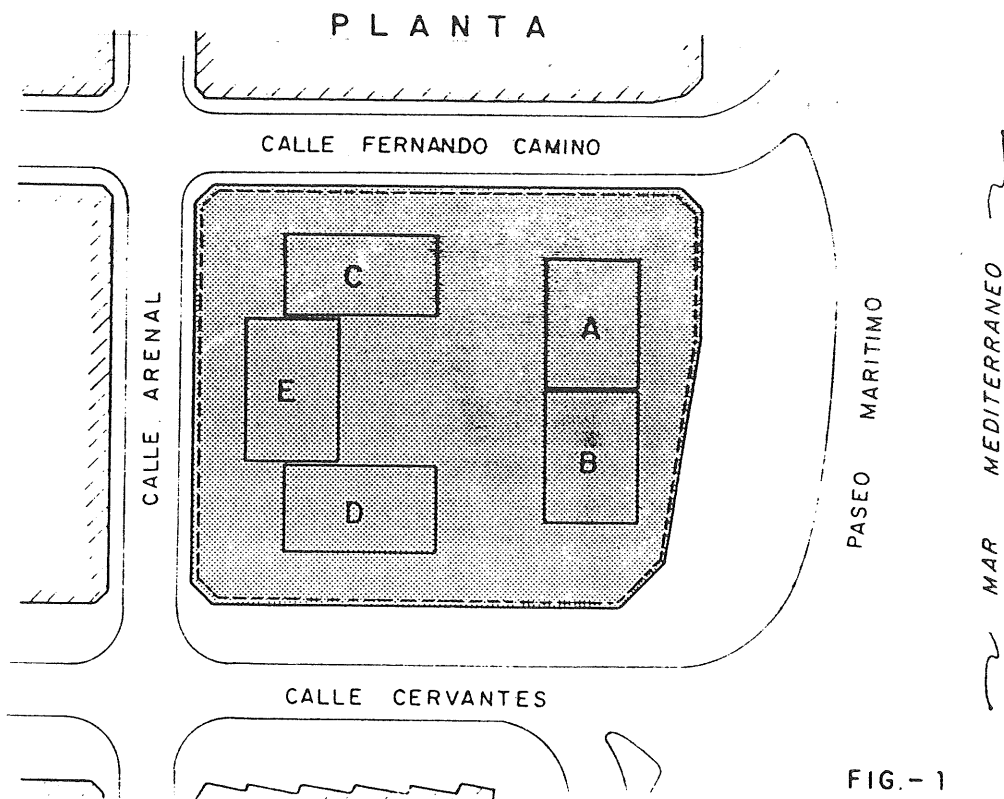 PLANTA
CALLE FERNANDO CAMINO
C
A
CALLE ARENAL
E
B
D
PASEO MARITIMO
MAR MEDITERRANEO
CALLE CERVANTES
FIG.-1